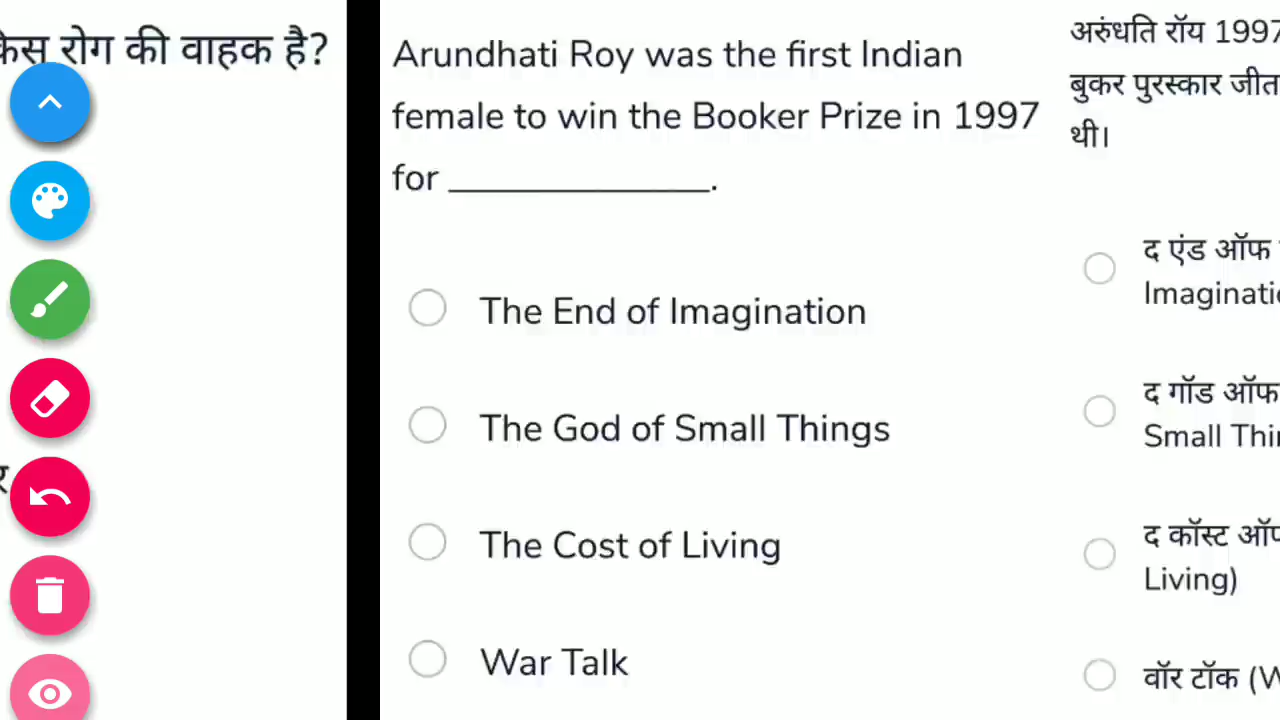 रोग की वाहक है?
Arundhati Roy was the first Indian
female to win the Booker Prize in 1997
for ______________.
The End of Imagination
The God of Small Things
The Cost of Living
War Talk
अरुंधति रॉय 1997
बुकर पुरस्कार
थी।
द एंड ऑफ
द गॉड ऑफ
Small
द कॉस्ट
Living)
वॉर टॉक